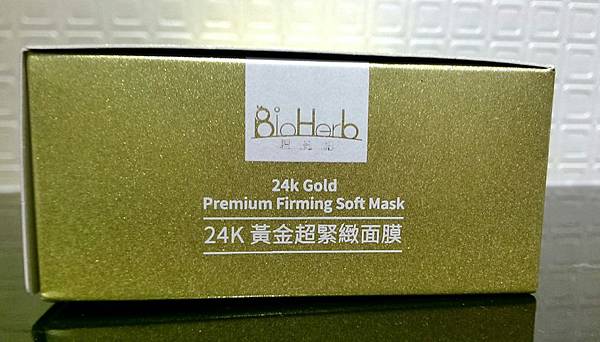 BioHerb
24k Gold
Premium Firming Soft Mask
24K 黃金超緊緻面膜